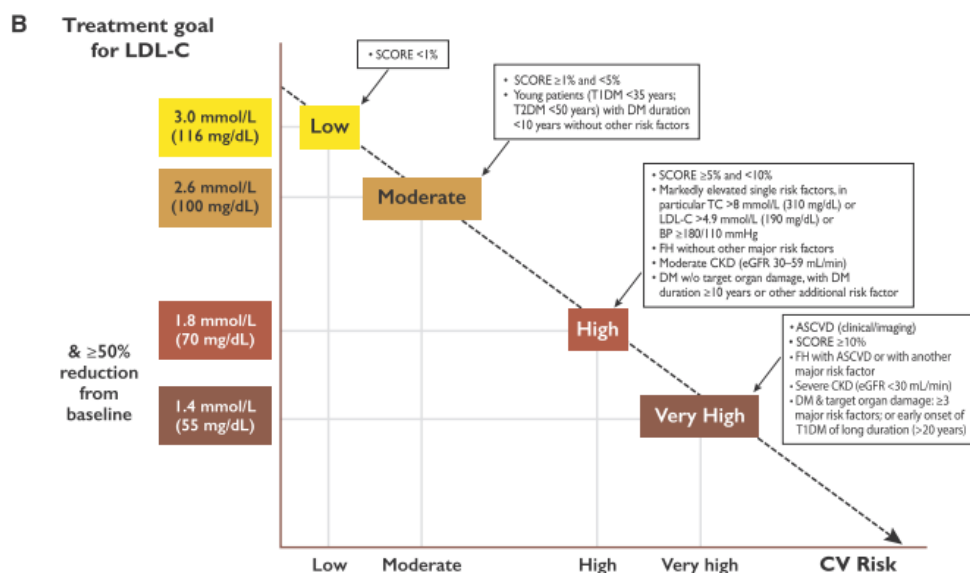 B
Treatment goal
for LDL-C
3.0 mmol/L
(116 mg/dL)
2.6 mmol/L
(100 mg/dL)
1.8 mmol/L
(70 mg/dL)
& ≥50%
reduction
from
baseline
1.4 mmol/L
(55 mg/dL)
Low
• SCORE <1%
Moderate
• SCORE ≥1% and <5%
• Young patients (T1DM <35 years;
T2DM <50 years) with DM duration
<10 years without other risk factors
High
• SCORE ≥5% and <10%
• Markedly elevated single risk factors, in
particular TC >8 mmol/L (310 mg/dL) or
LDL-C >4.9 mmol/L (190 mg/dL) or
BP ≥180/110 mmHg
• FH without other major risk factors
• Moderate CKD (eGFR 30–59 mL/min)
• DM w/o target organ damage, with DM
duration ≥10 years or other additional risk factor
Very High
• ASCVD (clinical/imaging)
• SCORE ≥10%
• FH with ASCVD or with another
major risk factor
• Severe CKD (eGFR <30 mL/min)
• DM & target organ damage: ≥3
major risk factors; or early onset of
T1DM of long duration (>20 years)
Low
Moderate
High
Very high
CV Risk